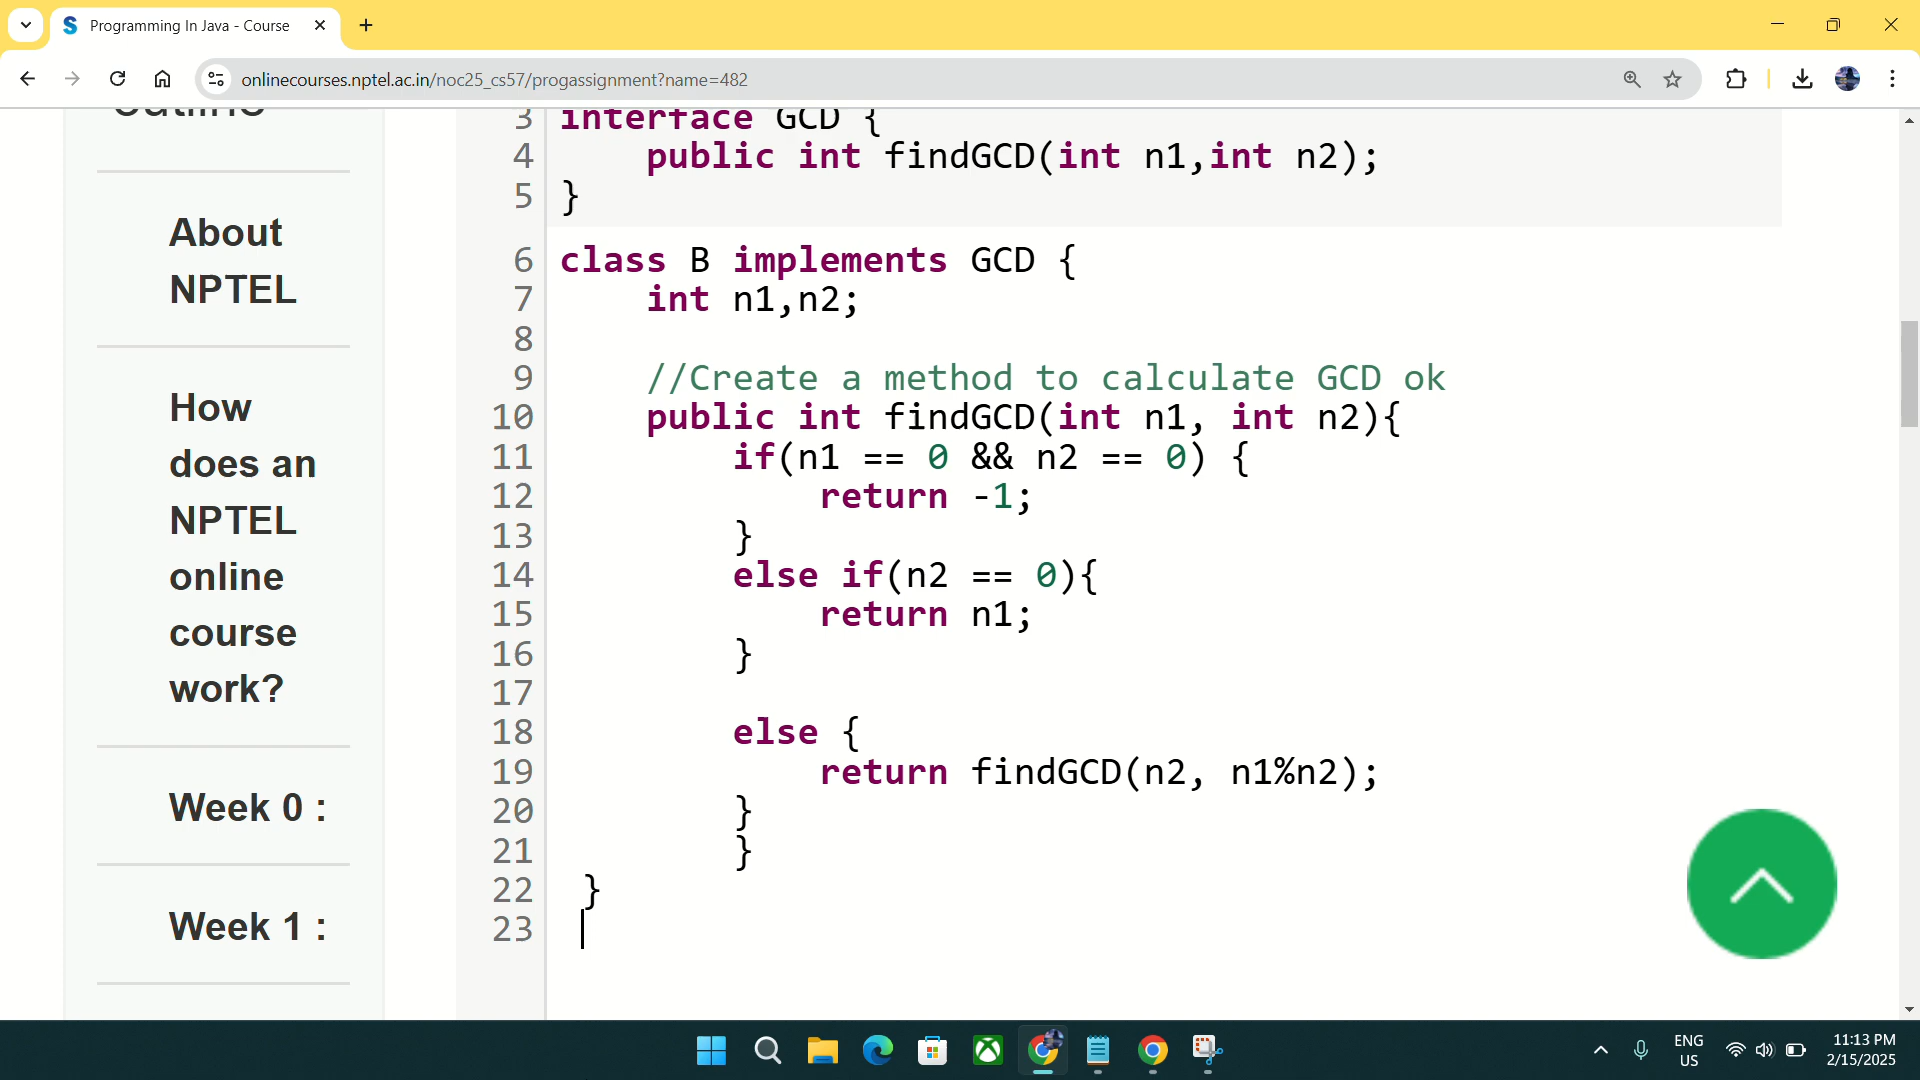 Programming In Java - Course
onlinecourses.nptel.ac.in/noc25_cs57/progassignment?name=482
Outline
About
NPTEL
How
does an
NPTEL
online
course
work?
Week 0 :
Week 1 :
3 interface GCD {
4     public int findGCD(int n1,int n2);
5 }
6 class B implements GCD {
7     int n1,n2;
8
9     //Create a method to calculate GCD ok
10     public int findGCD(int n1, int n2){
11         if(n1 == 0 && n2 == 0) {
12             return -1;
13         }
14         else if(n2 == 0){
15             return n1;
16         }
17
18         else {
19             return findGCD(n2, n1%n2);
20         }
21         }
22  }
23
ENG
US
11:13 PM
2/15/2025